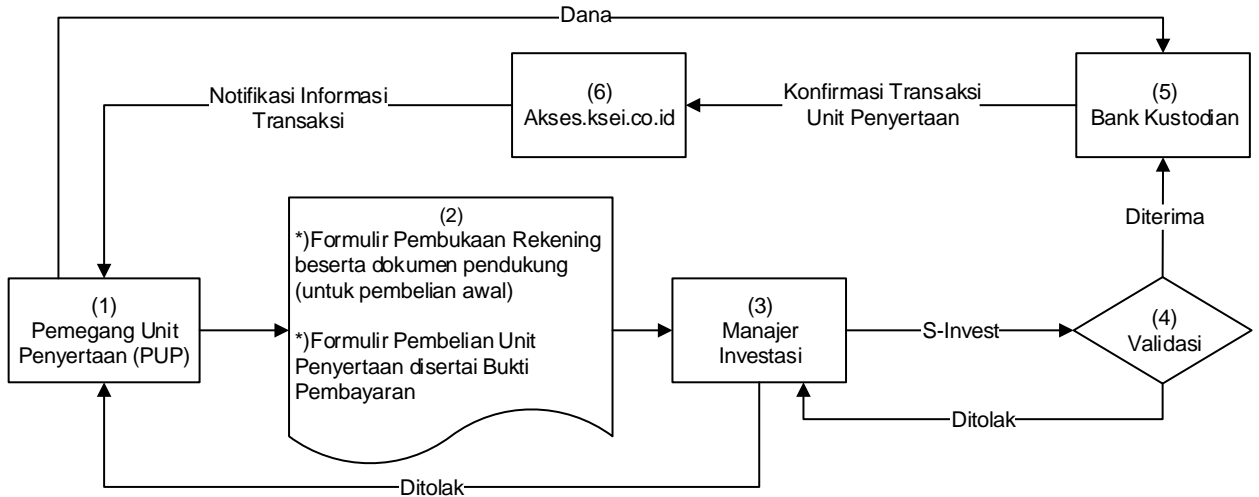 Dana
(6)
Akses.ksei.co.id
(5)
Bank Kustodian
Notifikasi Informasi
Transaksi
Konfirmasi Transaksi
Unit Penyertaan
Diterima
(1)
Pemegang Unit
Penyertaan (PUP)
(2)
*)Formulir Pembukaan Rekening
beserta dokumen pendukung
(untuk pembelian awal)
*)Formulir Pembelian Unit
Penyertaan disertai Bukti
Pembayaran
(3)
Manajer
Investasi
S-Invest
(4)
Validasi
Ditolak
Ditolak